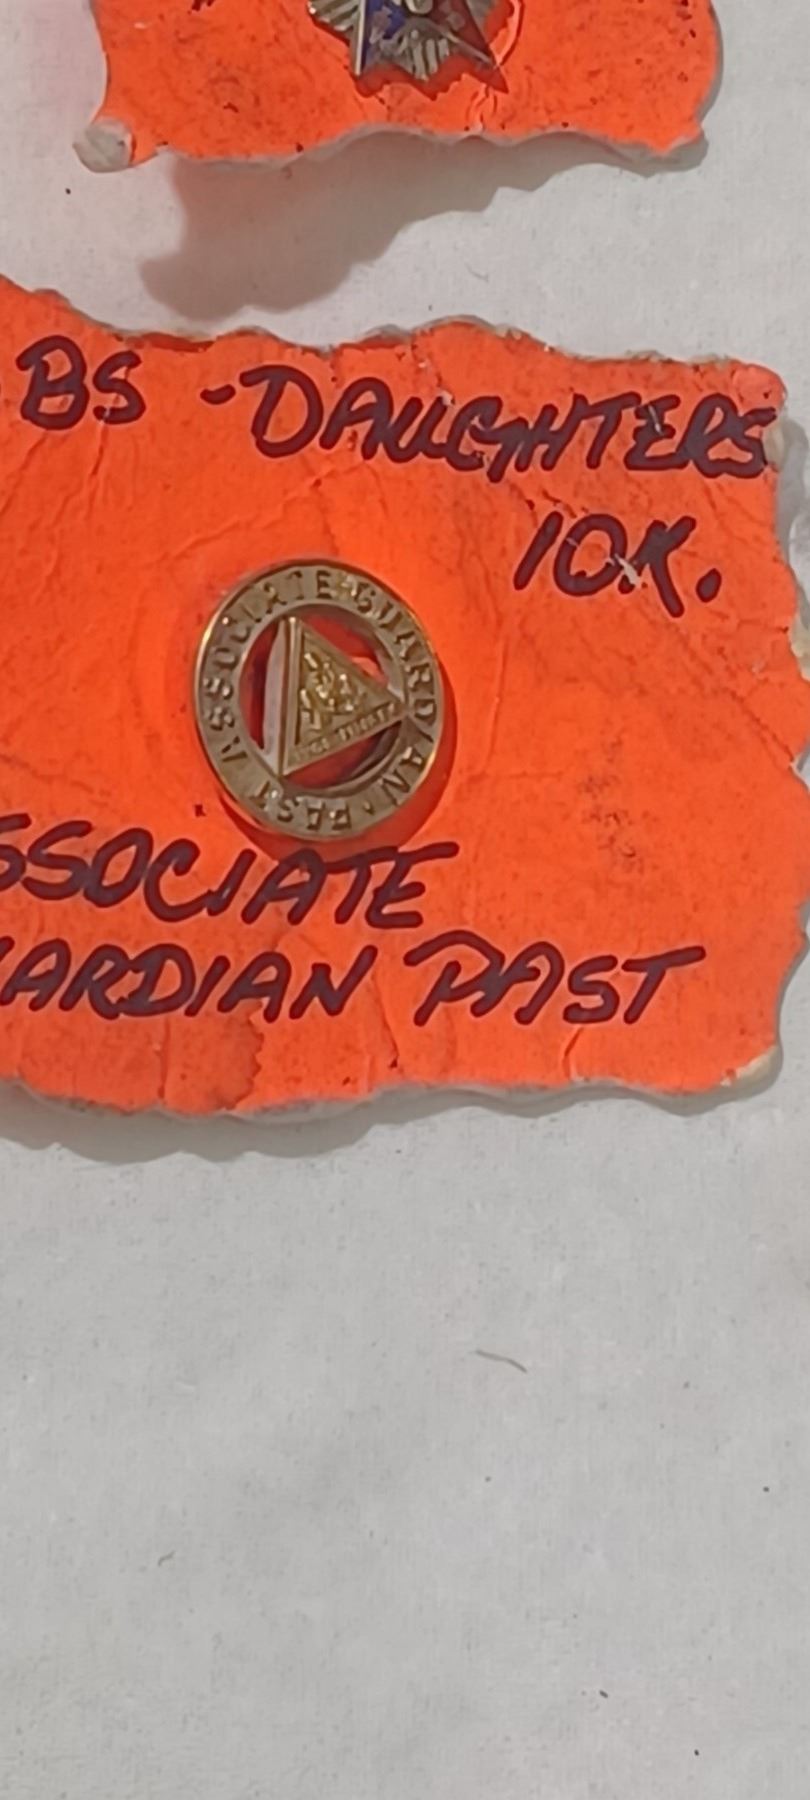 BS - DAUGHTERS
10K.
ASSOCIATE GUARDIAN
PAST
SSOCIATE
ARDIAN PAST